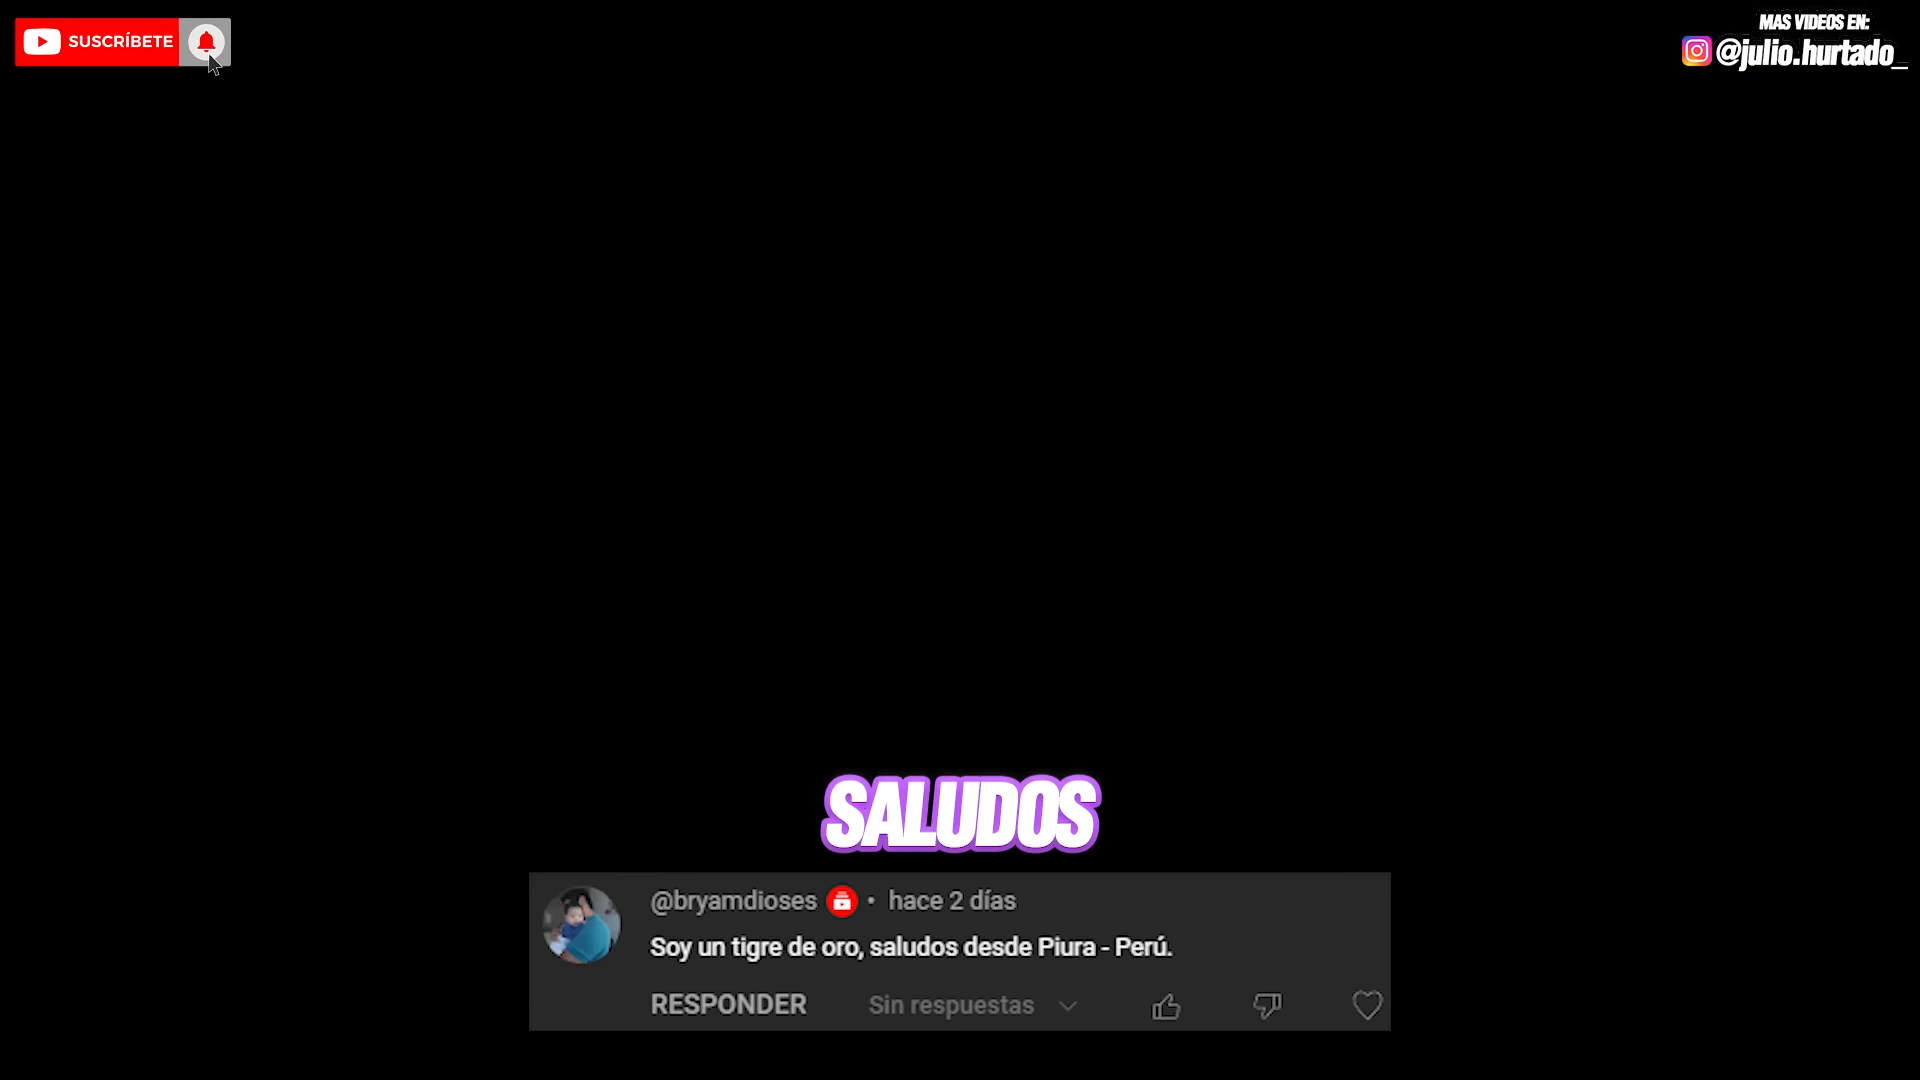 SUSCRÍBETE
MAS VIDEOS EN:
@julio.hurtado_
SALUDOS
@bryamdioses • hace 2 días
Soy un tigre de oro, saludos desde Piura - Perú.
RESPONDER Sin respuestas